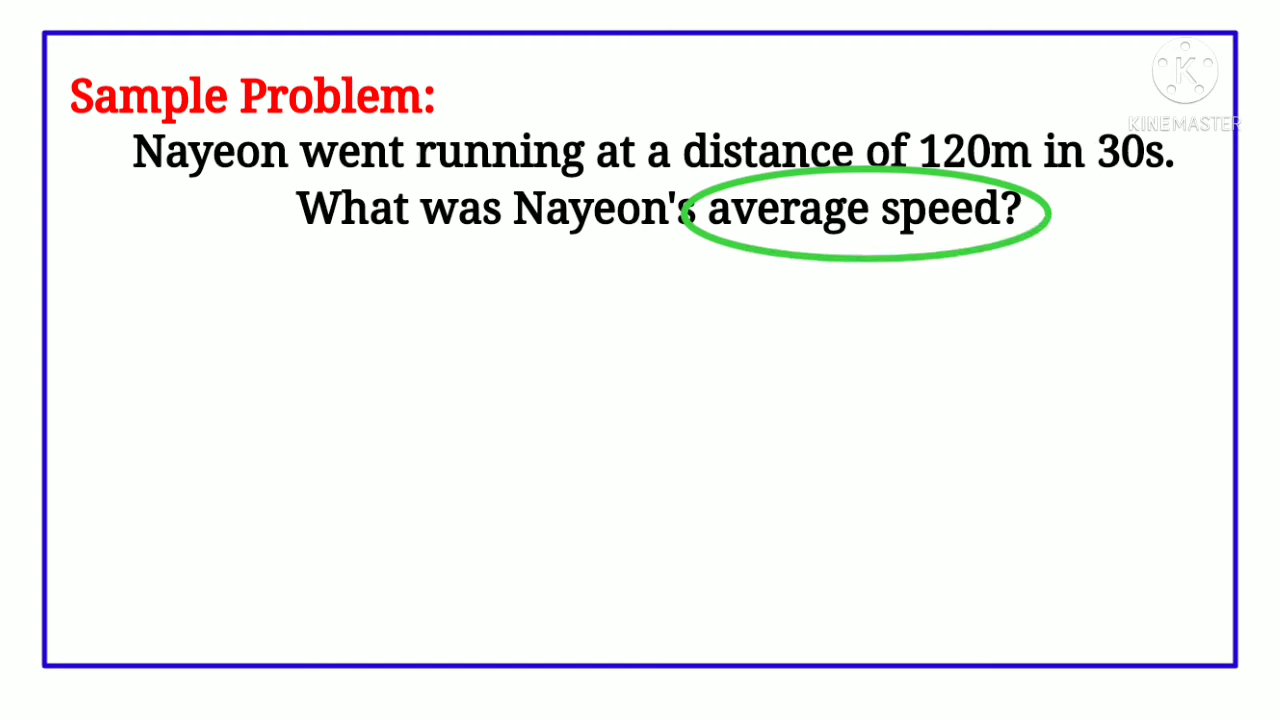 Sample Problem:
Nayeon went running at a distance of 120m in 30s.
What was Nayeon's average speed?
K
KINEMASTER